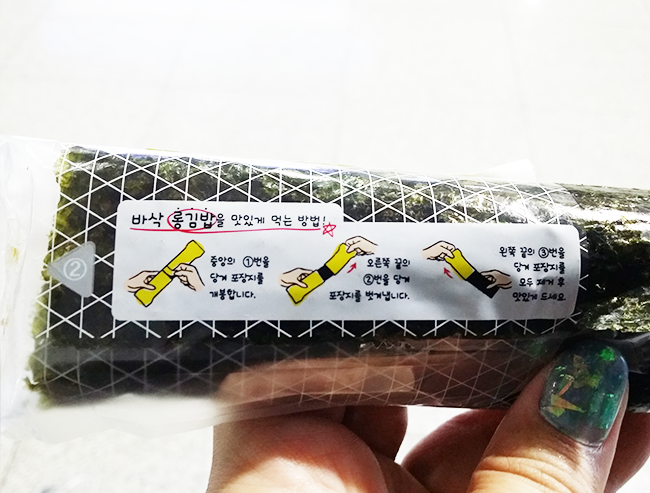 바삭 롱김밥을 맛있게 먹는 방법!
중앙의 ①번을
당겨 포장지를
개봉합니다.
오른쪽 끝의
②번을 당겨
포장지를 벗겨냅니다.
왼쪽 끝의 ③번을
당겨 포장지를
모두 제거 후
맛있게 드세요.
②